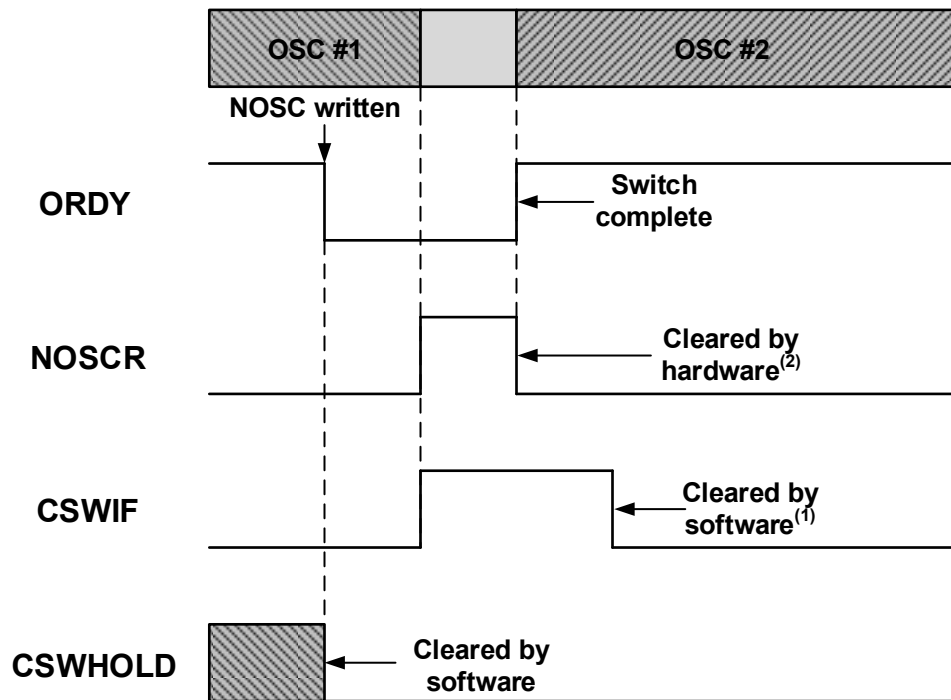 OSC #1
OSC #2
NOSC written
ORDY
Switch
complete
NOSCR
Cleared by
hardware(2)
CSWIF
Cleared by
software(1)
CSWHOLD
Cleared by
software